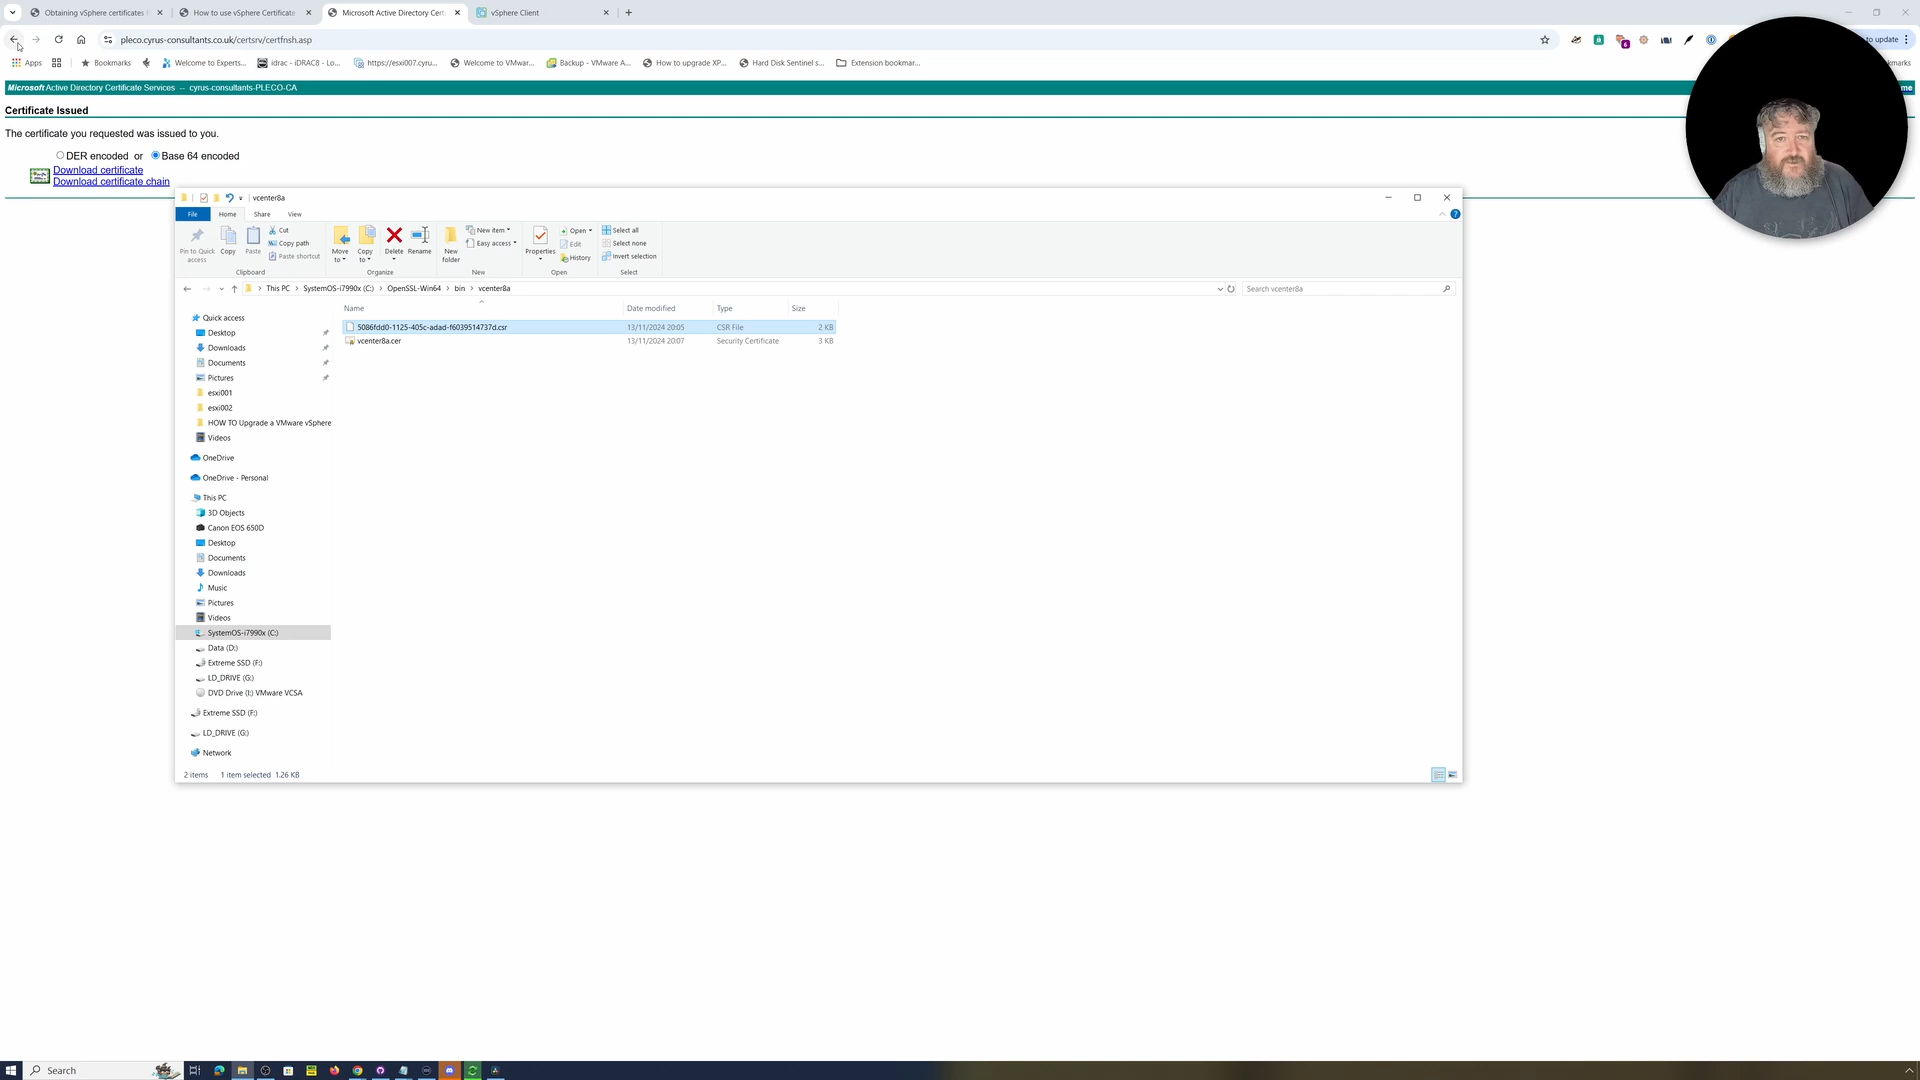 Obtaining vSphere certificates
How to use vSphere Certificate
Microsoft Active Directory Cert
vSphere Client
pleco.cyrus-consultants.co.uk/certsrv/certfnsh.asp
to update
Apps
Bookmarks
Welcome to Experts...
idrac - iDRAC8 - Lo...
https://esxi007.cyru...
Welcome to VMwar...
Backup - VMware A...
How to upgrade XP...
Hard Disk Sentinel s...
Extension bookmar...
Microsoft Active Directory Certificate Services -- cyrus-consultants-PLECO-CA
Certificate Issued
The certificate you requested was issued to you.
DER encoded or Base 64 encoded
Download certificate
Download certificate chain
vcenter8a
File Home Share View
Pin to Quick access
Copy
Paste
Cut
Copy path
Paste shortcut
Clipboard
Move to
Copy to
Delete
Rename
Organize
New folder
New item
Easy access
New
Properties
Open
Edit
History
Open
Select all
Select none
Invert selection
Select
This PC > SystemOS-i7990x (C:) > OpenSSL-Win64 > bin > vcenter8a
Search vcenter8a
Name Date modified Type Size
5086fdd0-1125-405c-adad-f6039514737d.csr 13/11/2024 20:05 CSR File 2 KB
vcenter8a.cer 13/11/2024 20:07 Security Certificate 3 KB
Quick access
Desktop
Downloads
Documents
Pictures
esxi001
esxi002
HOW TO Upgrade a VMware vSphere
Videos
OneDrive
OneDrive - Personal
This PC
3D Objects
Canon EOS 650D
Desktop
Documents
Downloads
Music
Pictures
Videos
SystemOS-i7990x (C:)
Data (D:)
Extreme SSD (F:)
LD_DRIVE (G:)
DVD Drive (I:) VMware VCSA
Extreme SSD (F:)
LD_DRIVE (G:)
Network
2 items 1 item selected 1.26 KB
Search